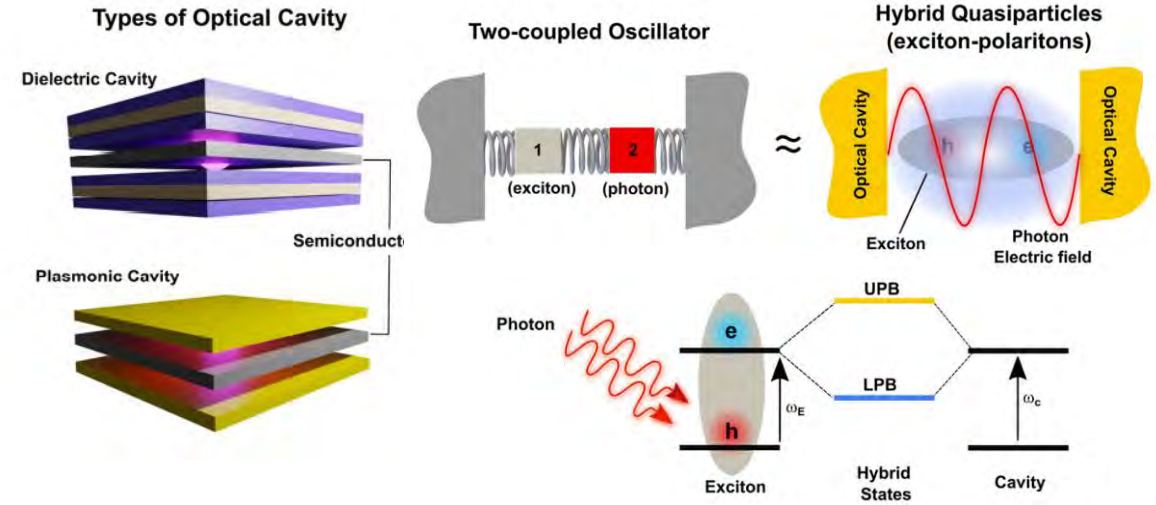 Types of Optical Cavity
Dielectric Cavity
Semiconducto
Plasmonic Cavity
Two-coupled Oscillator
1
2
(exciton)
(photon)
≈
Hybrid Quasiparticles
(exciton-polaritons)
Optical Cavity
h
e
Optical Cavity
Exciton
Photon
Electric field
Photon
e
h
ωE
Exciton
UPB
LPB
Hybrid
States
ωc
Cavity